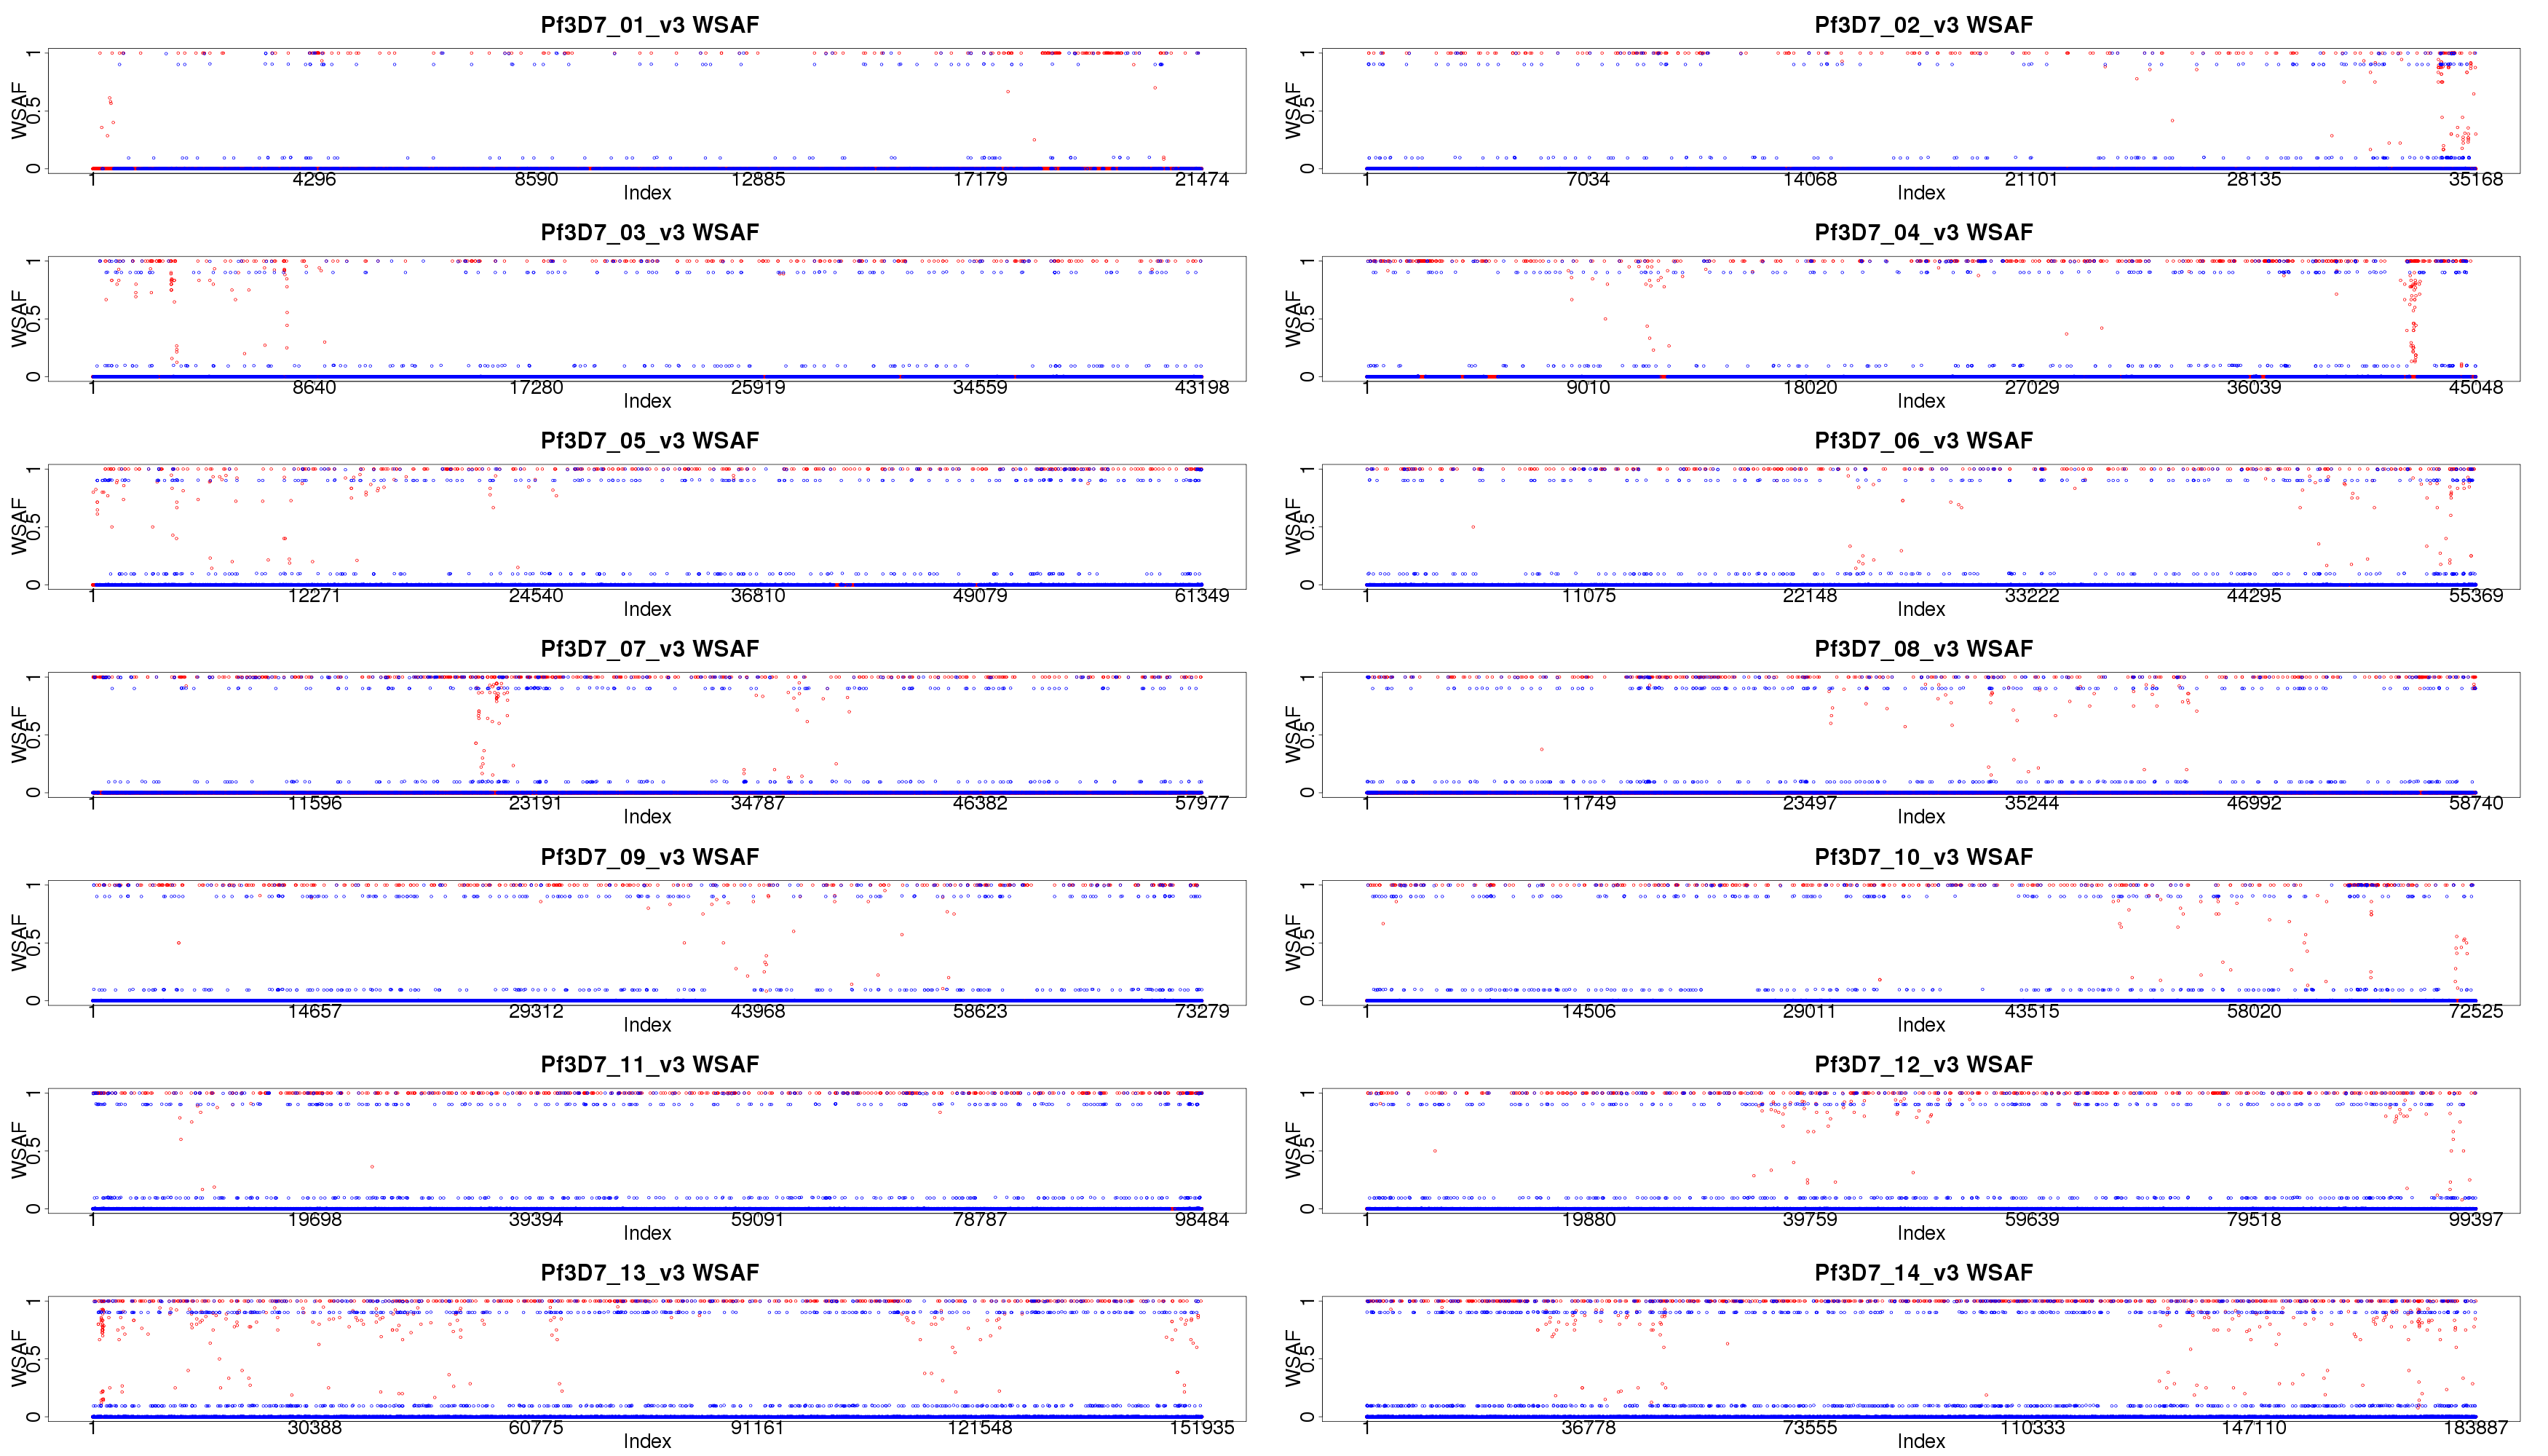 Pf3D7_01_v3 WSAF
WSAF
0 0.5 1
1 4296 8590 12885 17179 21474
Index
Pf3D7_02_v3 WSAF
WSAF
0 0.5 1
1 7034 14068 21101 28135 35168
Index
Pf3D7_03_v3 WSAF
WSAF
0 0.5 1
1 8640 17280 25919 34559 43198
Index
Pf3D7_04_v3 WSAF
WSAF
0 0.5 1
1 9010 18020 27029 36039 45048
Index
Pf3D7_05_v3 WSAF
WSAF
0 0.5 1
1 12271 24540 36810 49079 61349
Index
Pf3D7_06_v3 WSAF
WSAF
0 0.5 1
1 11075 22148 33222 44295 55369
Index
Pf3D7_07_v3 WSAF
WSAF
0 0.5 1
1 11596 23191 34787 46382 57977
Index
Pf3D7_08_v3 WSAF
WSAF
0 0.5 1
1 11749 23497 35244 46992 58740
Index
Pf3D7_09_v3 WSAF
WSAF
0 0.5 1
1 14657 29312 43968 58623 73279
Index
Pf3D7_10_v3 WSAF
WSAF
0 0.5 1
1 14506 29011 43515 58020 72525
Index
Pf3D7_11_v3 WSAF
WSAF
0 0.5 1
1 19698 39394 59091 78787 98484
Index
Pf3D7_12_v3 WSAF
WSAF
0 0.5 1
1 19880 39759 59639 79518 99397
Index
Pf3D7_13_v3 WSAF
WSAF
0 0.5 1
1 30388 60775 91161 121548 151935
Index
Pf3D7_14_v3 WSAF
WSAF
0 0.5 1
1 36778 73555 110333 147110 183887
Index